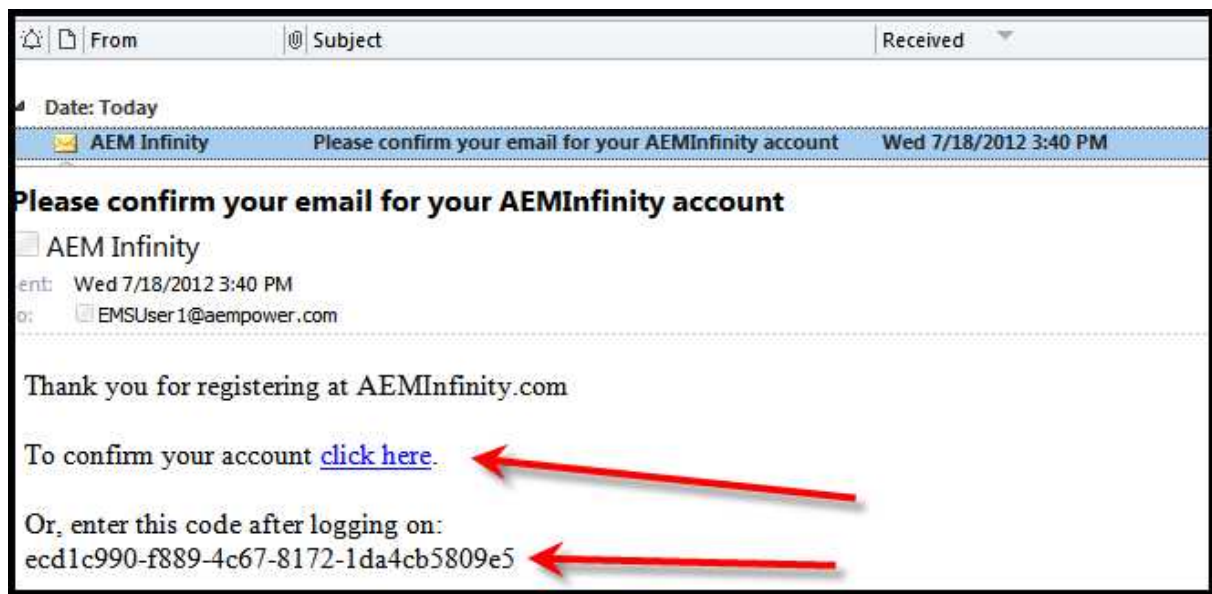 From Subject Received
Date: Today
AEM Infinity Please confirm your email for your AEMInfinity account Wed 7/18/2012 3:40 PM
Please confirm your email for your AEMInfinity account
AEM Infinity
ent: Wed 7/18/2012 3:40 PM
o: EMSUser1@aempower.com
Thank you for registering at AEMInfinity.com
To confirm your account click here.
Or, enter this code after logging on:
ecd1c990-f889-4c67-8172-1da4cb5809e5